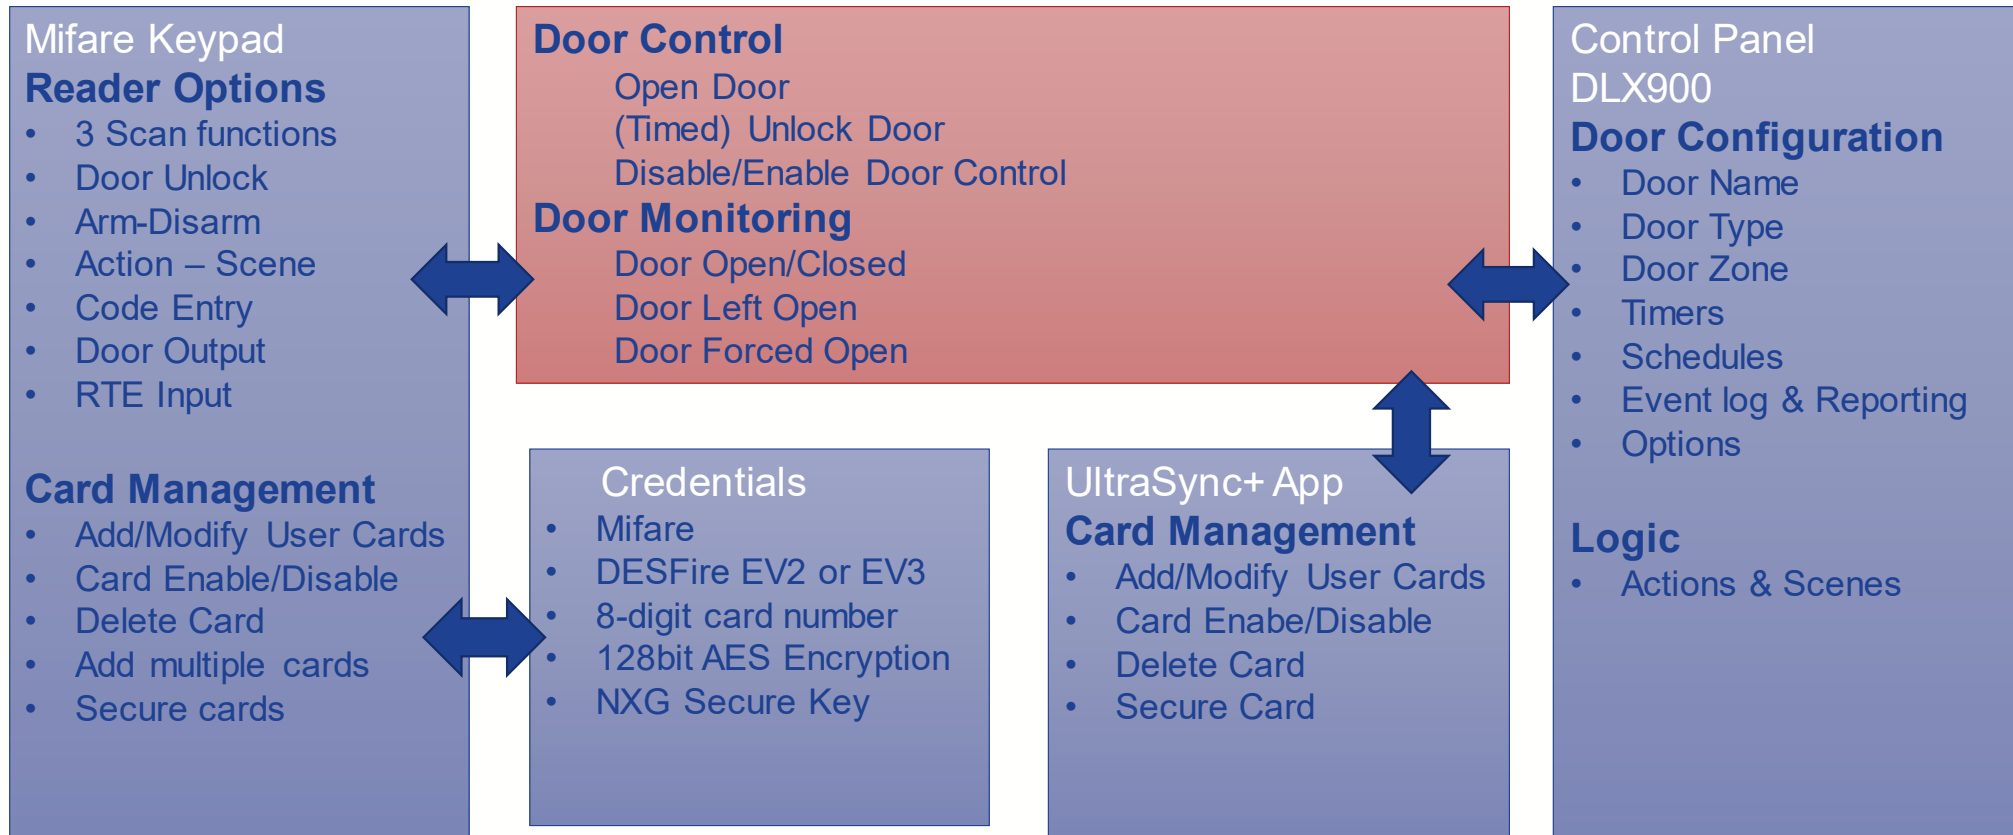 Mifare Keypad
Reader Options
• 3 Scan functions
• Door Unlock
• Arm-Disarm
• Action – Scene
• Code Entry
• Door Output
• RTE Input
Card Management
• Add/Modify User Cards
• Card Enable/Disable
• Delete Card
• Add multiple cards
• Secure cards
Door Control
Open Door
(Timed) Unlock Door
Disable/Enable Door Control
Door Monitoring
Door Open/Closed
Door Left Open
Door Forced Open
Credentials
• Mifare
• DESFire EV2 or EV3
• 8-digit card number
• 128bit AES Encryption
• NXG Secure Key
UltraSync+ App
Card Management
• Add/Modify User Cards
• Card Enabe/Disable
• Delete Card
• Secure Card
Control Panel
DLX900
Door Configuration
• Door Name
• Door Type
• Door Zone
• Timers
• Schedules
• Event log & Reporting
• Options
Logic
• Actions & Scenes